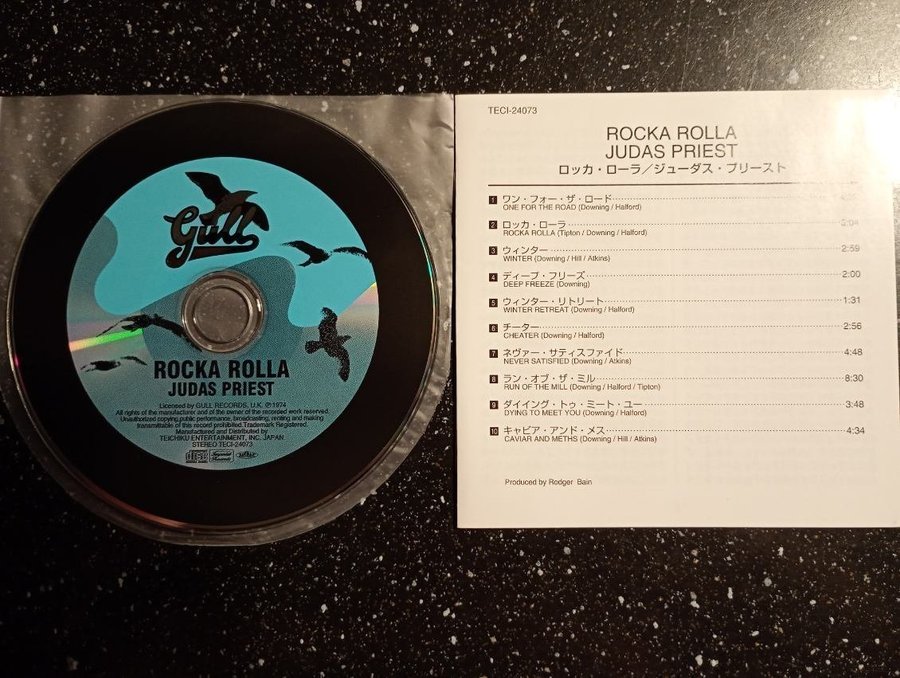 Gull
ROCKA ROLLA
JUDAS PRIEST
Licensed by GULL RECORDS, U.K. ℗1974
All rights of the manufacturer and of the owner of the recorded work reserved.
Unauthorized copying public performance, broadcasting, renting and making
transmittable of this record prohibited.Trademark Registered.
Manufactured and Distributed by
TEICHIKU ENTERTAINMENT, INC. JAPAN
STEREO TECI-24073
TECI-24073
ROCKA ROLLA
JUDAS PRIEST
ロッカ・ローラ／ジューダス・プリースト
1 ワン・フォー・ザ・ロード
ONE FOR THE ROAD (Downing / Halford)
2 ロッカ・ローラ 3:04
ROCKA ROLLA (Tipton / Downing / Halford)
3 ウィンター 2:59
WINTER (Downing / Hill / Atkins)
4 ディープ・フリーズ 2:00
DEEP FREEZE (Downing)
5 ウィンター・リトリート 1:31
WINTER RETREAT (Downing / Halford)
6 チーター 2:56
CHEATER (Downing / Halford)
7 ネヴァー・サティスファイド 4:48
NEVER SATISFIED (Downing / Atkins)
8 ラン・オブ・ザ・ミル 8:30
RUN OF THE MILL (Downing / Halford / Tipton)
9 ダイイング・トゥ・ミート・ユー 3:48
DYING TO MEET YOU (Downing / Halford)
10 キャビア・アンド・メス 4:34
CAVIAR AND METHS (Downing / Hill / Atkins)
Produced by Rodger Bain